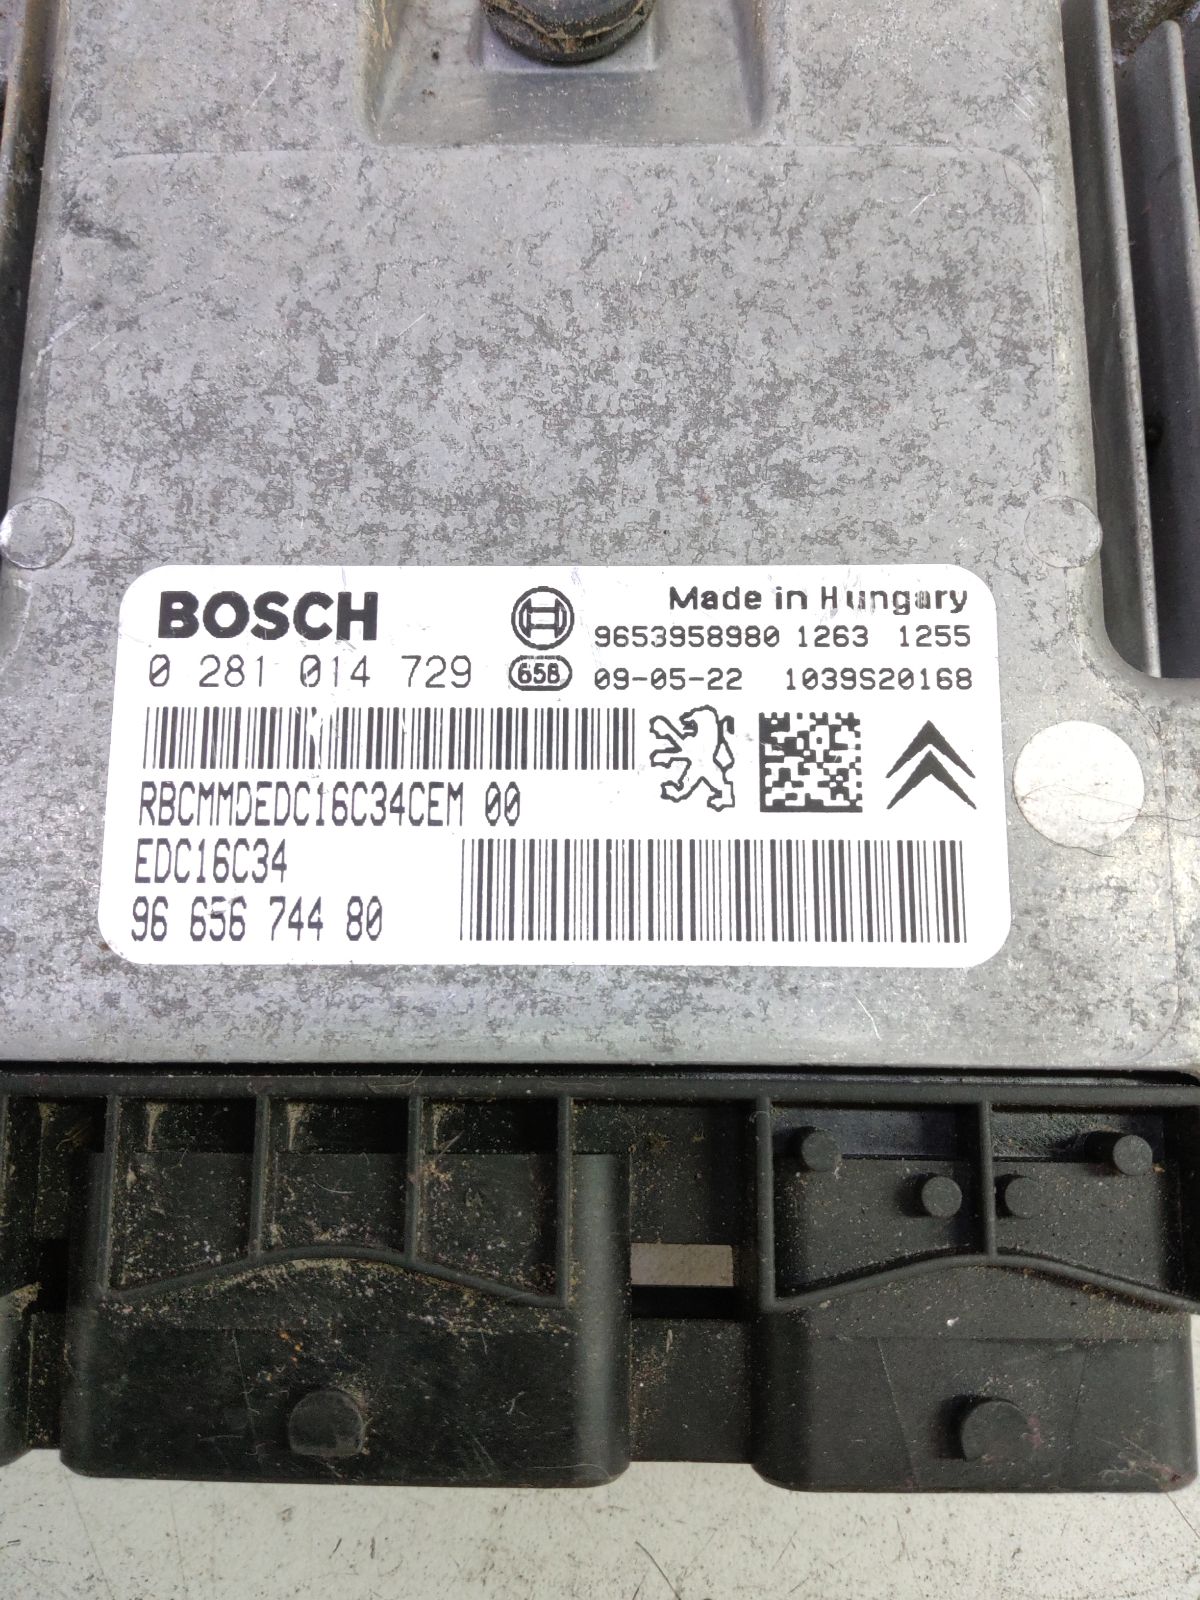 BOSCH
Made in Hungary
9653958980 1263 1255
0 281 014 729
658
09-05-22 1039S20168
RBCMMDEDC16C34CEM 00
EDC16C34
96 656 744 80